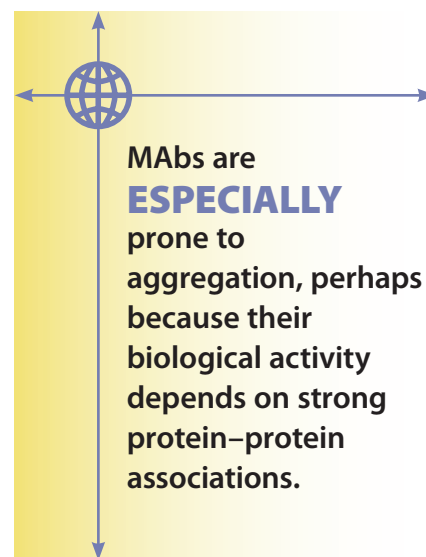 MAbs are
ESPECIALLY
prone to
aggregation, perhaps
because their
biological activity
depends on strong
protein–protein
associations.